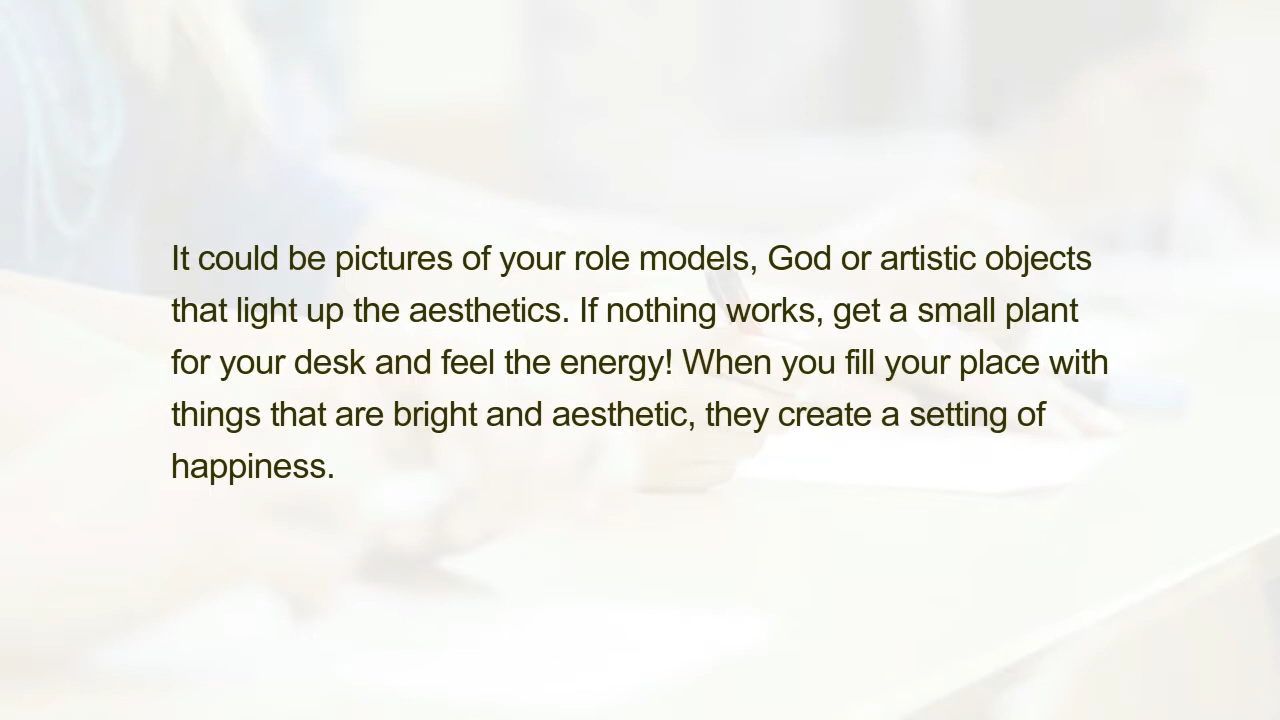 It could be pictures of your role models, God or artistic objects
that light up the aesthetics. If nothing works, get a small plant
for your desk and feel the energy! When you fill your place with
things that are bright and aesthetic, they create a setting of
happiness.